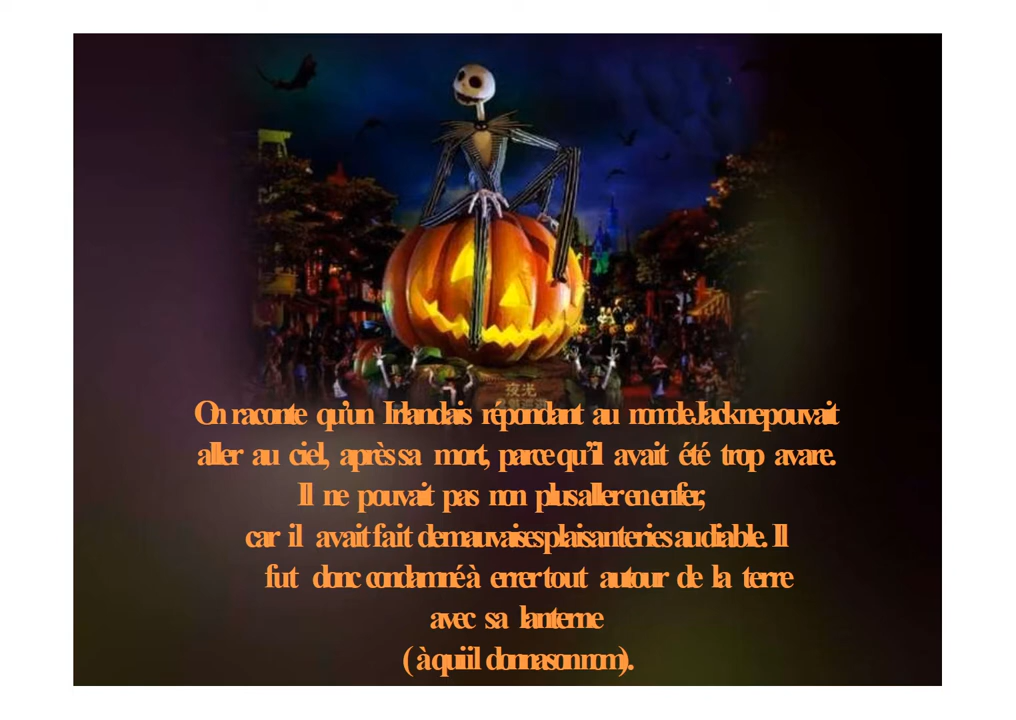 夜光
On raconte qu'un Irlandais répondant au nom de Jack ne pouvait
aller au ciel, après sa mort, parce qu'il avait été trop avare.
Il ne pouvait pas non plus aller en enfer;
car il avait fait de mauvaises plaisanteries au diable. Il
fut donc condamné à errer tout autour de la terre
avec sa lanterne
( à qui il donna son nom).